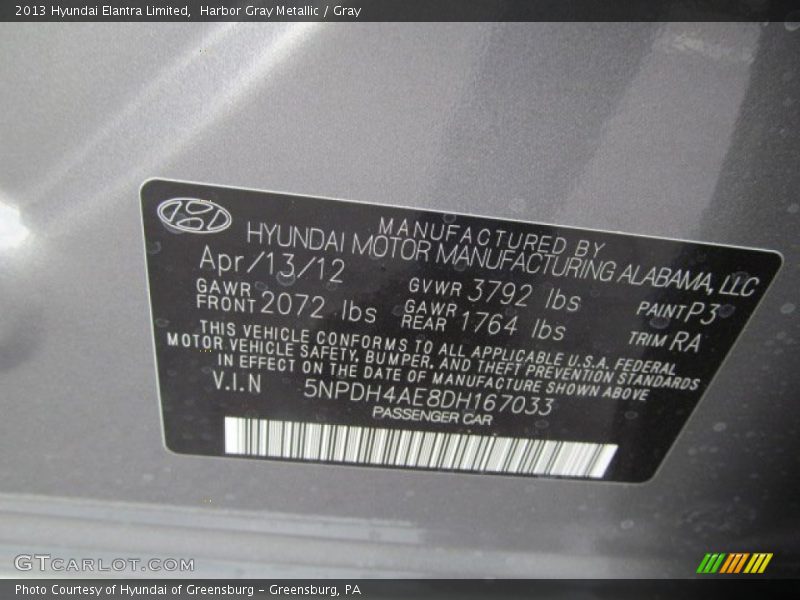 2013 Hyundai Elantra Limited, Harbor Gray Metallic / Gray
MANUFACTURED BY
HYUNDAI MOTOR MANUFACTURING ALABAMA, LLC
Apr/13/12 GVWR 3792 lbs PAINT P3
GAWR FRONT 2072 lbs GAWR REAR 1764 lbs TRIM RA
THIS VEHICLE CONFORMS TO ALL APPLICABLE U.S.A. FEDERAL
MOTOR VEHICLE SAFETY, BUMPER, AND THEFT PREVENTION STANDARDS
IN EFFECT ON THE DATE OF MANUFACTURE SHOWN ABOVE
V.I.N 5NPDH4AE8DH167033
PASSENGER CAR
GTCARLOT.COM
Photo Courtesy of Hyundai of Greensburg – Greensburg, PA